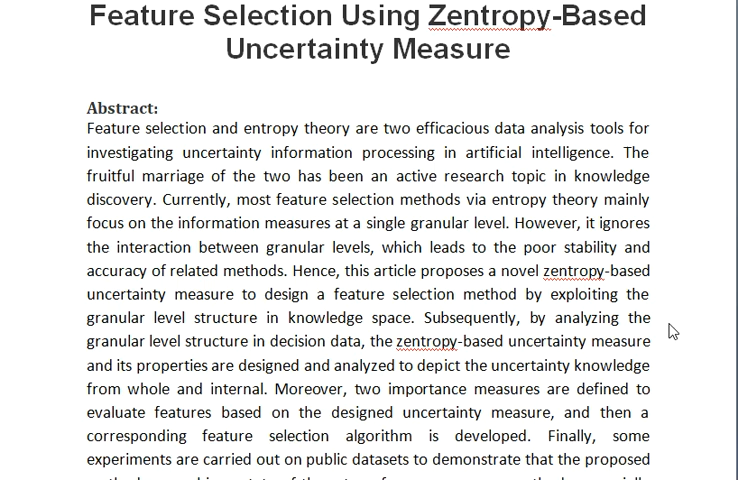 Feature Selection Using Zentropy-Based
Uncertainty Measure
Abstract:
Feature selection and entropy theory are two efficacious data analysis tools for
investigating uncertainty information processing in artificial intelligence. The
fruitful marriage of the two has been an active research topic in knowledge
discovery. Currently, most feature selection methods via entropy theory mainly
focus on the information measures at a single granular level. However, it ignores
the interaction between granular levels, which leads to the poor stability and
accuracy of related methods. Hence, this article proposes a novel zentropy-based
uncertainty measure to design a feature selection method by exploiting the
granular level structure in knowledge space. Subsequently, by analyzing the
granular level structure in decision data, the zentropy-based uncertainty measure
and its properties are designed and analyzed to depict the uncertainty knowledge
from whole and internal. Moreover, two importance measures are defined to
evaluate features based on the designed uncertainty measure, and then a
corresponding feature selection algorithm is developed. Finally, some
experiments are carried out on public datasets to demonstrate that the proposed